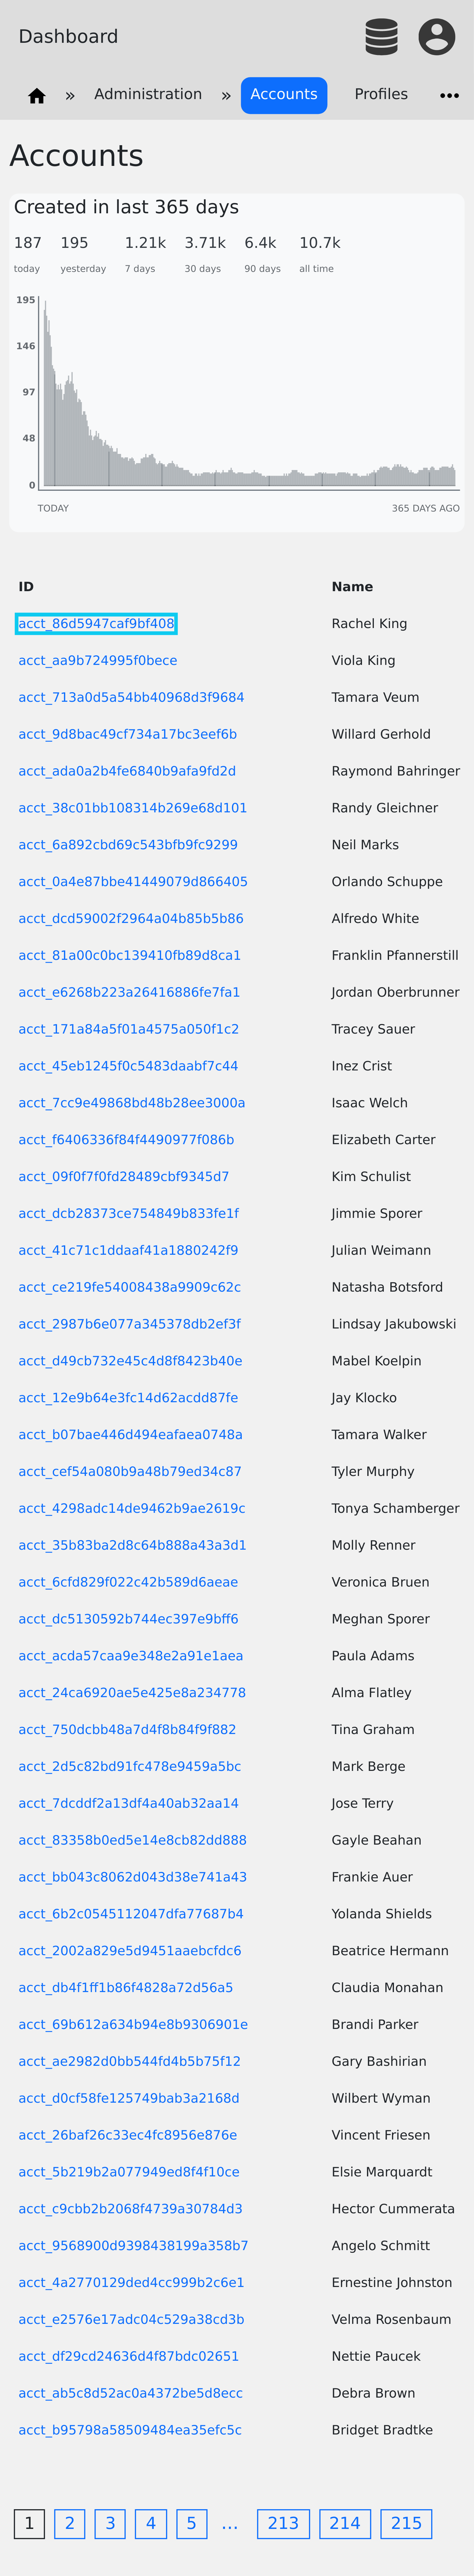 Dashboard
» Administration » Accounts Profiles •••
Accounts
Created in last 365 days
187 195 1.21k 3.71k 6.4k 10.7k
today yesterday 7 days 30 days 90 days all time
195
146
97
48
0
TODAY 365 DAYS AGO
ID Name
acct_86d5947caf9bf408 Rachel King
acct_aa9b724995f0bece Viola King
acct_713a0d5a54bb40968d3f9684 Tamara Veum
acct_9d8bac49cf734a17bc3eef6b Willard Gerhold
acct_ada0a2b4fe6840b9afa9fd2d Raymond Bahringer
acct_38c01bb108314b269e68d101 Randy Gleichner
acct_6a892cbd69c543bfb9fc9299 Neil Marks
acct_0a4e87bbe41449079d866405 Orlando Schuppe
acct_dcd59002f2964a04b85b5b86 Alfredo White
acct_81a00c0bc139410fb89d8ca1 Franklin Pfannerstill
acct_e6268b223a26416886fe7fa1 Jordan Oberbrunner
acct_171a84a5f01a4575a050f1c2 Tracey Sauer
acct_45eb1245f0c5483daabf7c44 Inez Crist
acct_7cc9e49868bd48b28ee3000a Isaac Welch
acct_f6406336f84f4490977f086b Elizabeth Carter
acct_09f0f7f0fd28489cbf9345d7 Kim Schulist
acct_dcb28373ce754849b833fe1f Jimmie Sporer
acct_41c71c1ddaaf41a1880242f9 Julian Weimann
acct_ce219fe54008438a9909c62c Natasha Botsford
acct_2987b6e077a345378db2ef3f Lindsay Jakubowski
acct_d49cb732e45c4d8f8423b40e Mabel Koelpin
acct_12e9b64e3fc14d62acdd87fe Jay Klocko
acct_b07bae446d494eafaea0748a Tamara Walker
acct_cef54a080b9a48b79ed34c87 Tyler Murphy
acct_4298adc14de9462b9ae2619c Tonya Schamberger
acct_35b83ba2d8c64b888a43a3d1 Molly Renner
acct_6cfd829f022c42b589d6aeae Veronica Bruen
acct_dc5130592b744ec397e9bff6 Meghan Sporer
acct_acda57caa9e348e2a91e1aea Paula Adams
acct_24ca6920ae5e425e8a234778 Alma Flatley
acct_750dcbb48a7d4f8b84f9f882 Tina Graham
acct_2d5c82bd91fc478e9459a5bc Mark Berge
acct_7dcddf2a13df4a40ab32aa14 Jose Terry
acct_83358b0ed5e14e8cb82dd888 Gayle Beahan
acct_bb043c8062d043d38e741a43 Frankie Auer
acct_6b2c0545112047dfa77687b4 Yolanda Shields
acct_2002a829e5d9451aaebcfdc6 Beatrice Hermann
acct_db4f1ff1b86f4828a72d56a5 Claudia Monahan
acct_69b612a634b94e8b9306901e Brandi Parker
acct_ae2982d0bb544fd4b5b75f12 Gary Bashirian
acct_d0cf58fe125749bab3a2168d Wilbert Wyman
acct_26baf26c33ec4fc8956e876e Vincent Friesen
acct_5b219b2a077949ed8f4f10ce Elsie Marquardt
acct_c9cbb2b2068f4739a30784d3 Hector Cummerata
acct_9568900d9398438199a358b7 Angelo Schmitt
acct_4a2770129ded4cc999b2c6e1 Ernestine Johnston
acct_e2576e17adc04c529a38cd3b Velma Rosenbaum
acct_df29cd24636d4f87bdc02651 Nettie Paucek
acct_ab5c8d52ac0a4372be5d8ecc Debra Brown
acct_b95798a58509484ea35efc5c Bridget Bradtke
1 2 3 4 5 … 213 214 215